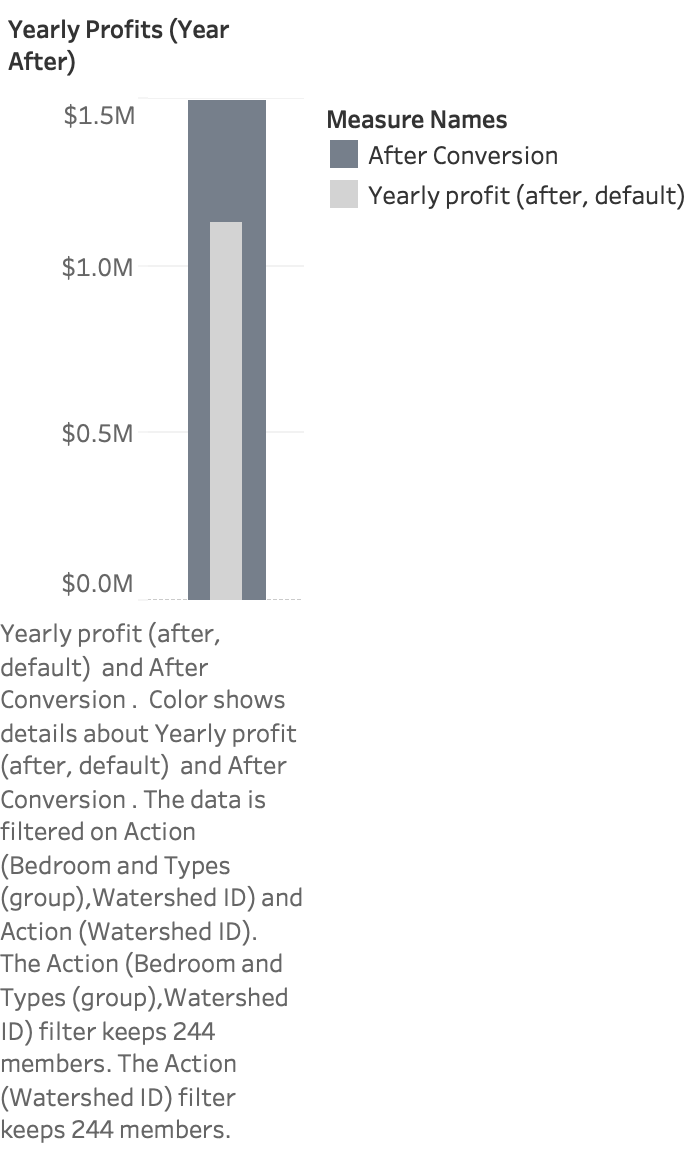 Yearly Profits (Year
After)
$1.5M
Measure Names
After Conversion
Yearly profit (after, default)
$1.0M
$0.5M
$0.0M
Yearly profit (after,
default)  and After
Conversion .  Color shows
details about Yearly profit
(after, default)  and After
Conversion . The data is
filtered on Action
(Bedroom and Types
(group),Watershed ID) and
Action (Watershed ID).
The Action (Bedroom and
Types (group),Watershed
ID) filter keeps 244
members. The Action
(Watershed ID) filter
keeps 244 members.